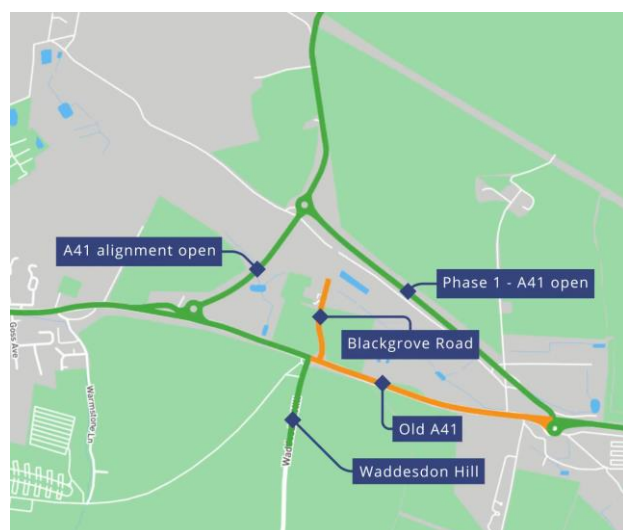 A41 alignment open
Phase 1 - A41 open
Blackgrove Road
Goss Ave
Warmstone Ln
Old A41
Waddesdon Hill